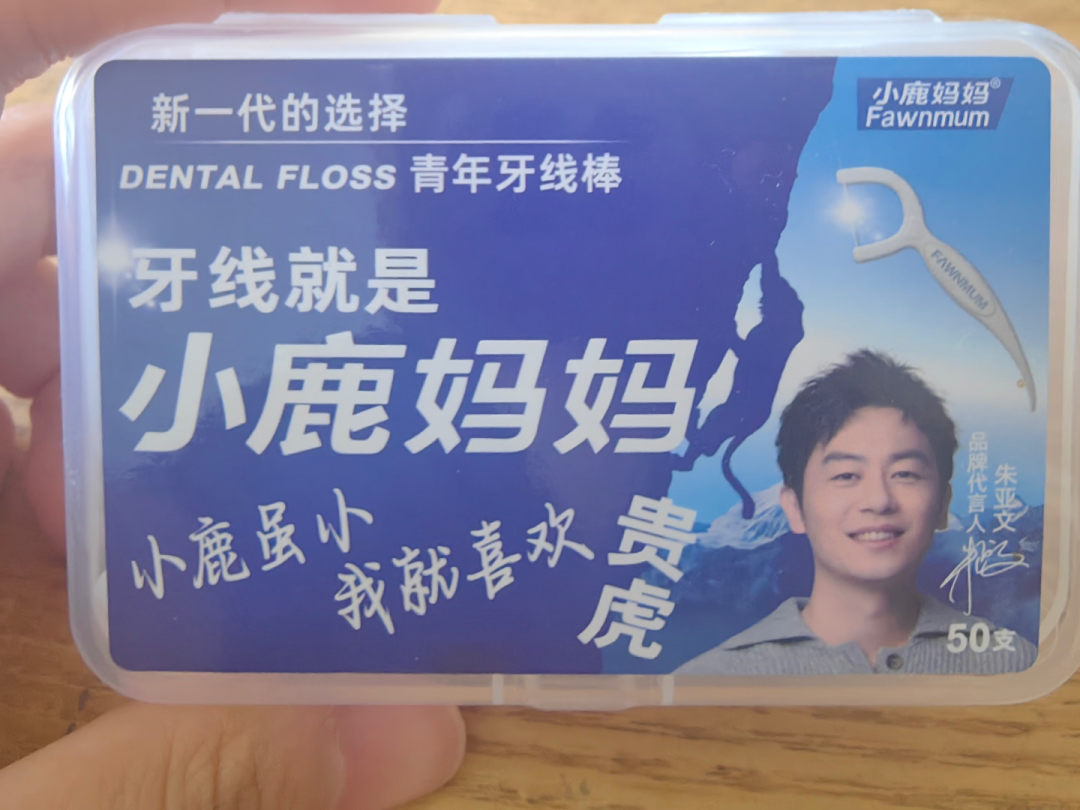 新一代的选择
DENTAL FLOSS 青年牙线棒
小鹿妈妈®
Fawnmum
FAWNMUM
牙线就是
小鹿妈妈
小鹿虽小
我就喜欢
贵虎
品牌代言人
朱亚文
50支